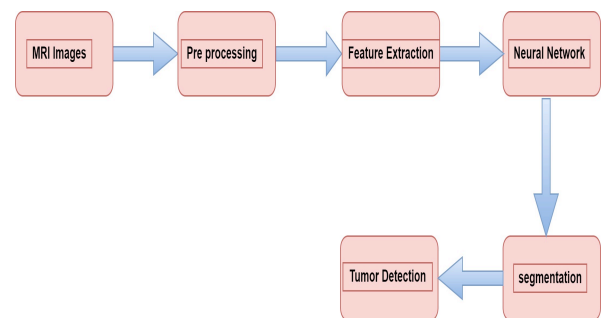 MRI Images
Pre processing
Feature Extraction
Neural Network
segmentation
Tumor Detection